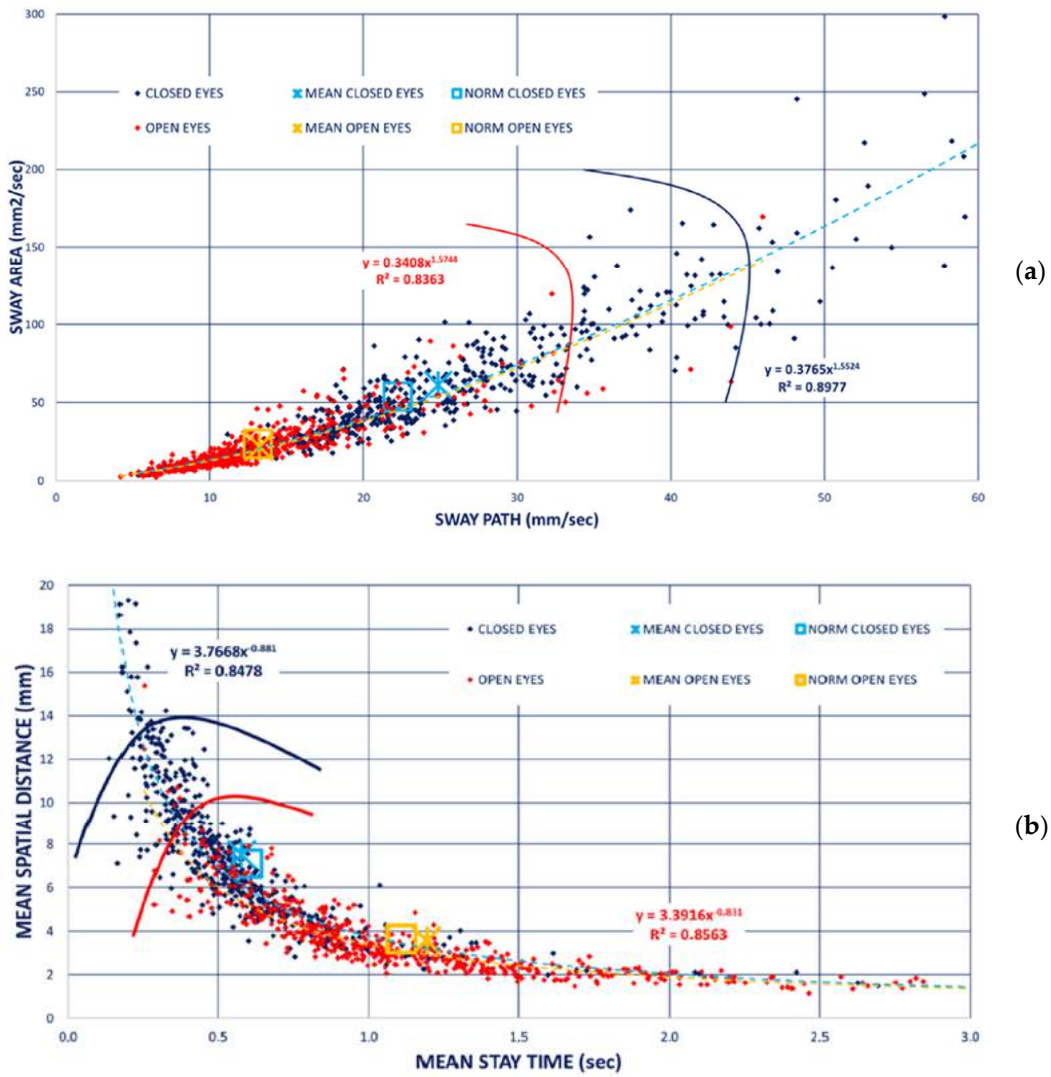 300
250
200
150
100
50
0
SWAY AREA (mm2/sec)
CLOSED EYES MEAN CLOSED EYES NORM CLOSED EYES
OPEN EYES MEAN OPEN EYES NORM OPEN EYES
y = 0.3408x^1.5744
R² = 0.8363
y = 0.3765x^1.5524
R² = 0.8977
0 10 20 30 40 50 60
SWAY PATH (mm/sec)
(a)
20
18
16
14
12
10
8
6
4
2
0
MEAN SPATIAL DISTANCE (mm)
CLOSED EYES MEAN CLOSED EYES NORM CLOSED EYES
OPEN EYES MEAN OPEN EYES NORM OPEN EYES
y = 3.7668x^-0.881
R² = 0.8478
y = 3.3916x^-0.831
R² = 0.8563
0.0 0.5 1.0 1.5 2.0 2.5 3.0
MEAN STAY TIME (sec)
(b)